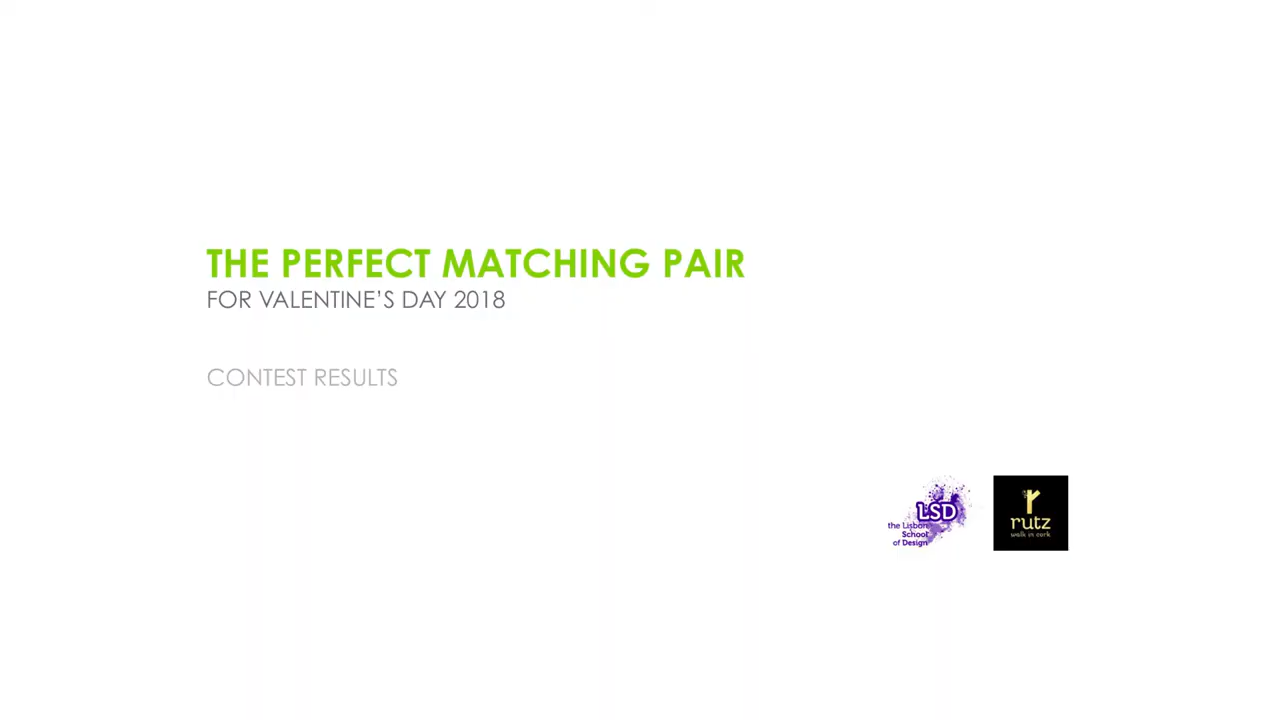 THE PERFECT MATCHING PAIR
FOR VALENTINE'S DAY 2018
CONTEST RESULTS
LSD
the Lisbon
School
of Design
rutz
walk in cork